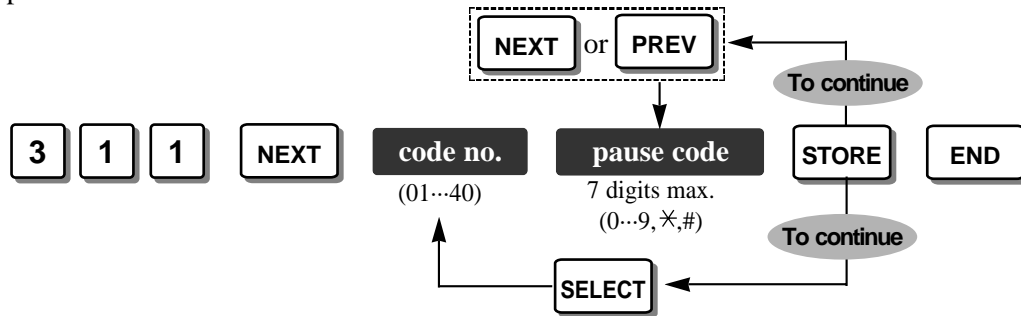 NEXT or PREV
To continue
3 1 1 NEXT code no. pause code STORE END
(01···40) 7 digits max.
(0···9,✳,#)
To continue
SELECT